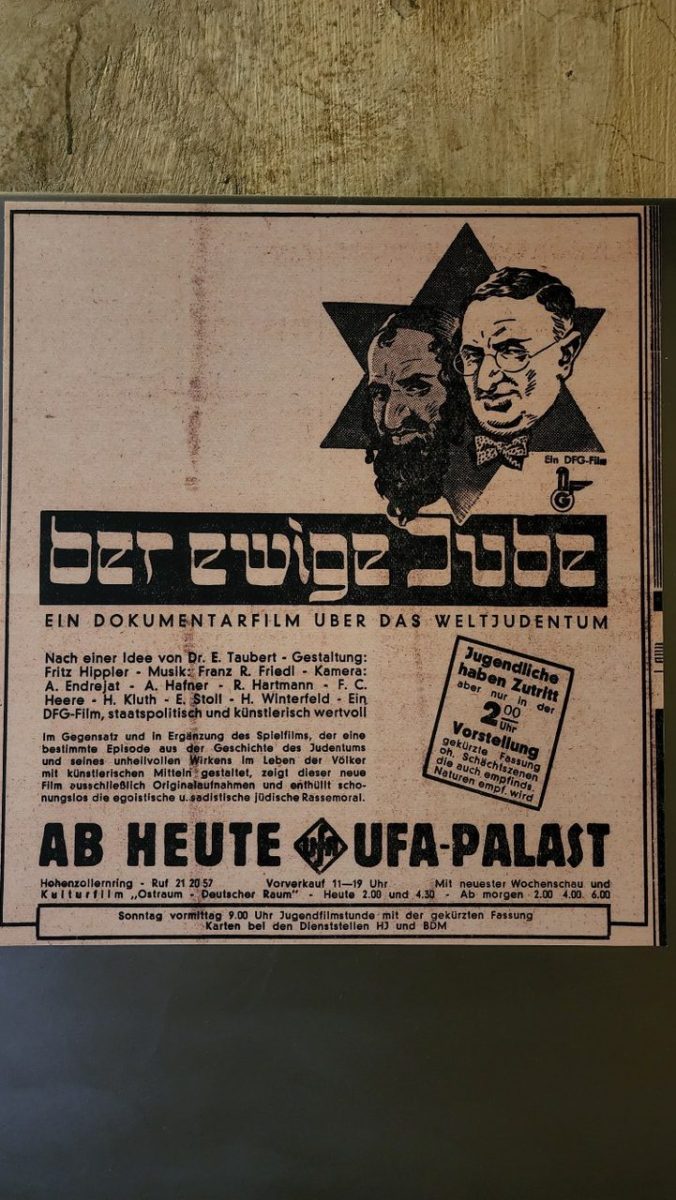 Ein DFG-Film
der ewige Jude
EIN DOKUMENTARFILM ÜBER DAS WELTJUDENTUM
Nach einer Idee von Dr. E. Taubert - Gestaltung:
Fritz Hippler - Musik: Franz R. Friedl - Kamera:
A. Endrejat - A. Hafner - R. Hartmann - F. C.
Heere - H. Kluth - E. Stoll - H. Winterfeld - Ein
DFG-Film, staatspolitisch und künstlerisch wertvoll
Im Gegensatz und in Ergänzung des Spielfilms, der eine
bestimmte Episode aus der Geschichte des Judentums
und seines unheilvollen Wirkens im Leben der Völker
mit künstlerischen Mitteln gestaltet, zeigt dieser neue
Film ausschließlich Originalaufnahmen und enthüllt scho-
nungslos die egoistische u. sadistische jüdische Rassemoral.
Jugendliche
haben Zutritt
aber nur in der
2 00 Uhr
Vorstellung
gekürzte Fassung
oh. Schächtszenen
die auch empfinds.
Naturen empf. wird
AB HEUTE Ufa UFA-PALAST
Hohenzollernring - Ruf 21 20 57 Vorverkauf 11—19 Uhr Mit neuester Wochenschau und
Kulturfilm „Ostraum - Deutscher Raum" - Heute 2.00 und 4.30 - Ab morgen 2.00 4.00 6.00
Sonntag vormittag 9.00 Uhr Jugendfilmstunde mit der gekürzten Fassung
Karten bei den Dienststellen HJ und BDM